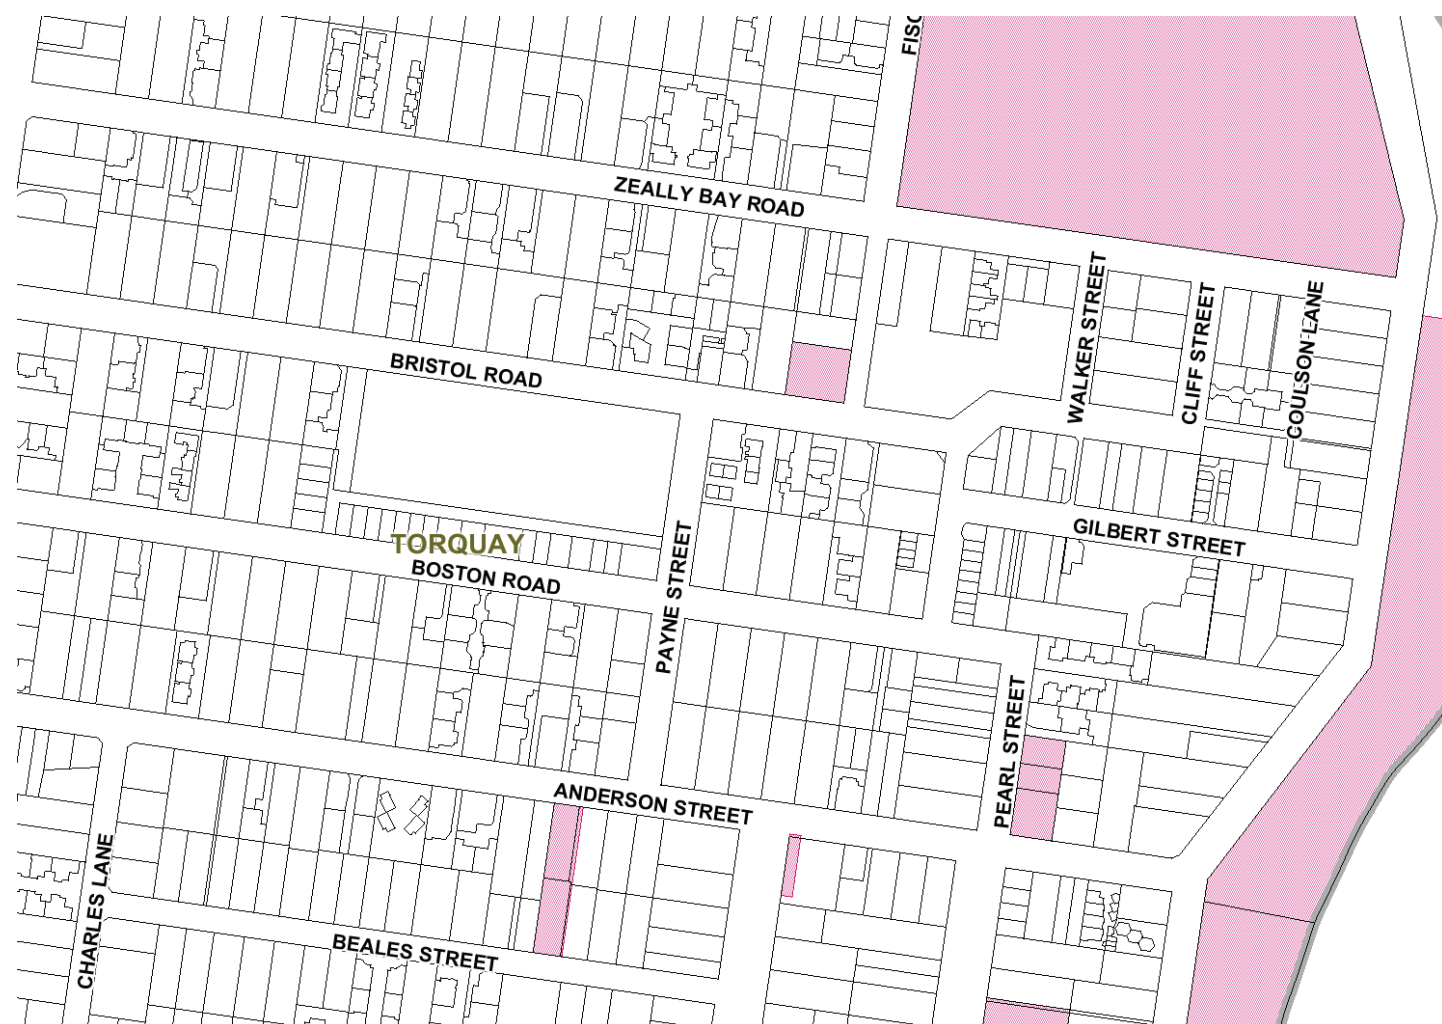 FISC
ZEALLY BAY ROAD
WALKER STREET
CLIFF STREET
COULSON LANE
BRISTOL ROAD
GILBERT STREET
TORQUAY
BOSTON ROAD
PAYNE STREET
PEARL STREET
ANDERSON STREET
CHARLES LANE
BEALES STREET